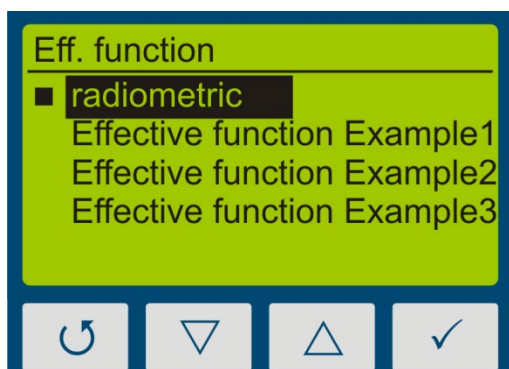 Eff. function
radiometric
Effective function Example1
Effective function Example2
Effective function Example3